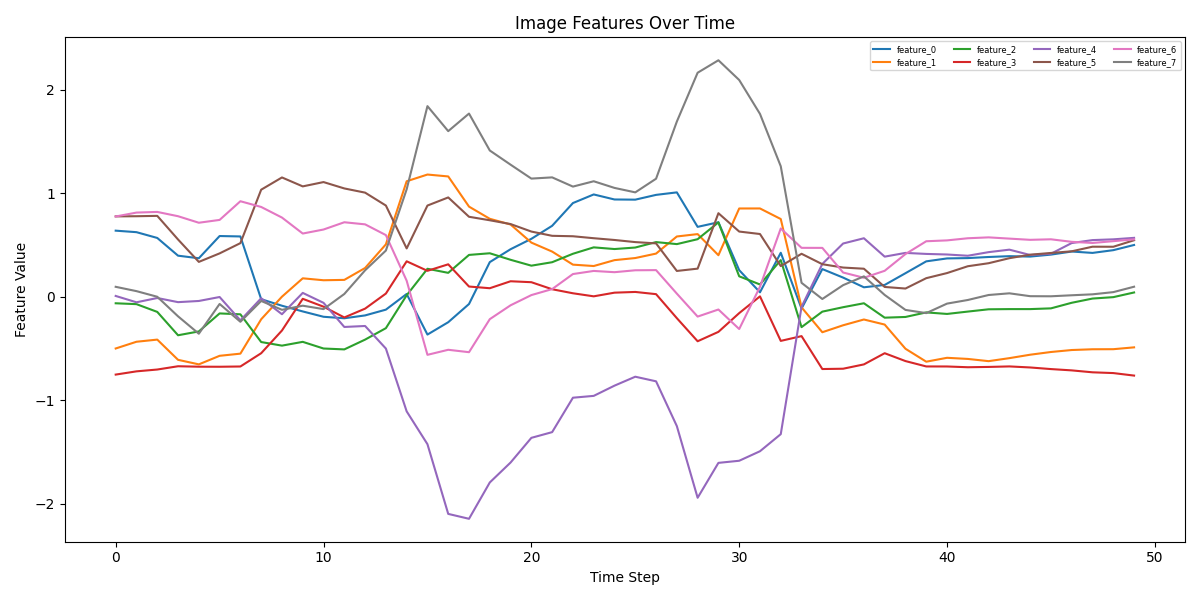 Image Features Over Time
feature_0 feature_2 feature_4 feature_6
feature_1 feature_3 feature_5 feature_7
Feature Value
2
1
0
−1
−2
0 10 20 30 40 50
Time Step